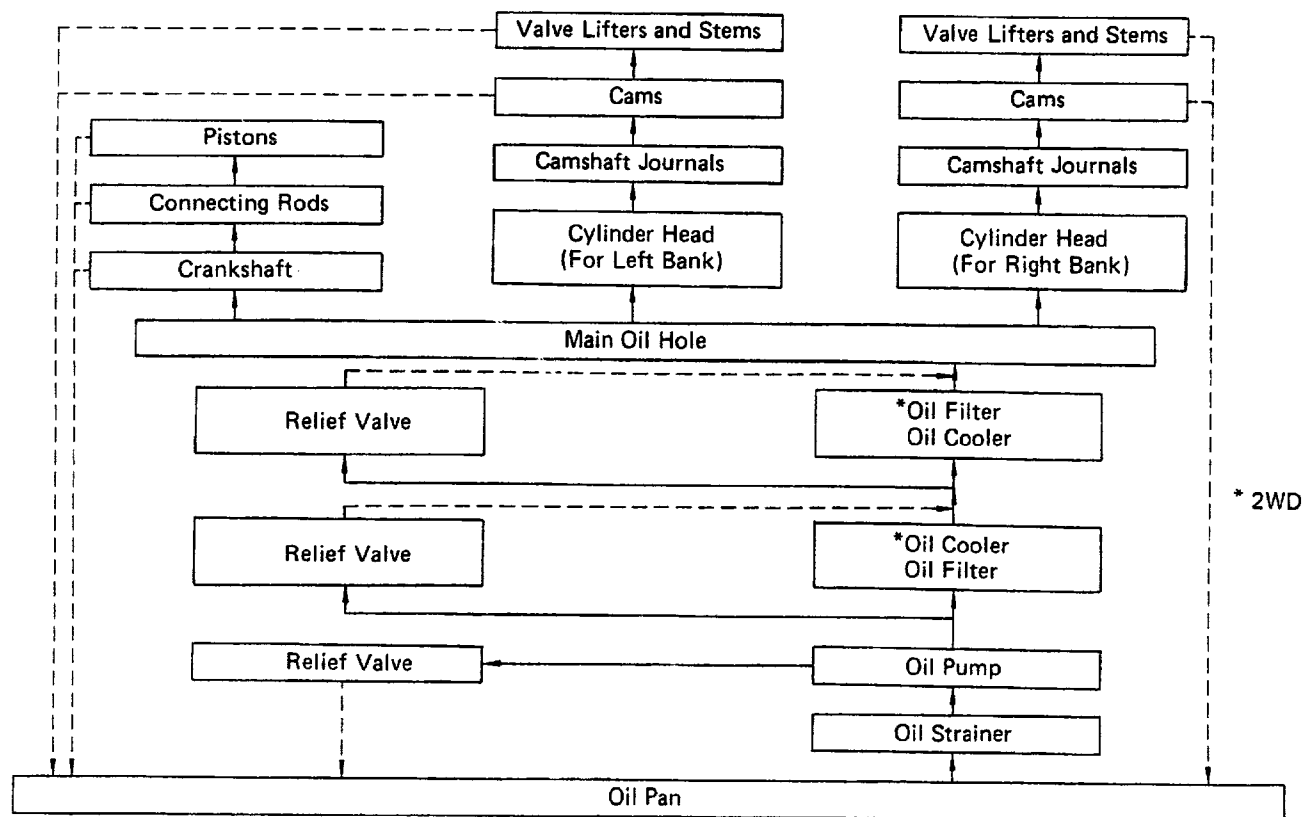 Valve Lifters and Stems
Valve Lifters and Stems
Cams
Cams
Pistons
Camshaft Journals
Camshaft Journals
Connecting Rods
Cylinder Head
(For Left Bank)
Cylinder Head
(For Right Bank)
Crankshaft
Main Oil Hole
Relief Valve
*Oil Filter
Oil Cooler
* 2WD
Relief Valve
*Oil Cooler
Oil Filter
Relief Valve
Oil Pump
Oil Strainer
Oil Pan